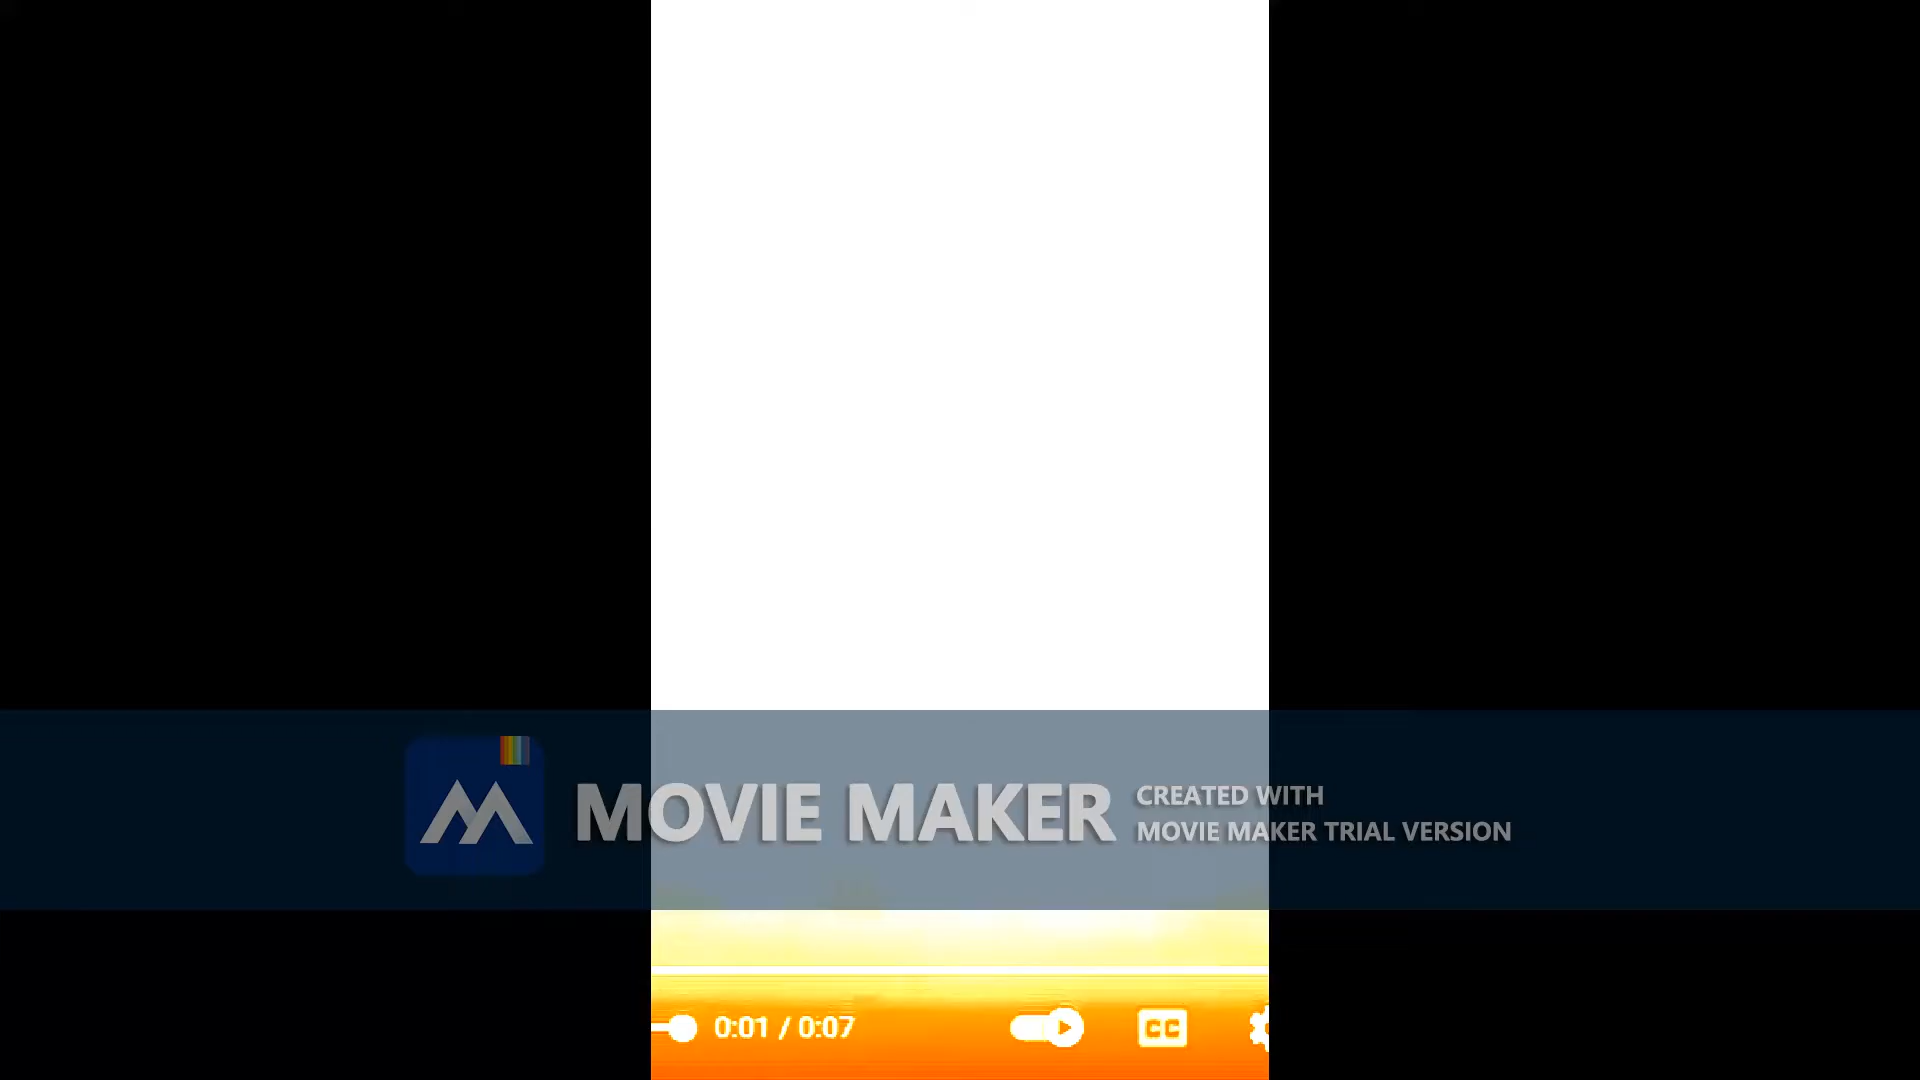 MOVIE MAKER
CREATED WITH
MOVIE MAKER TRIAL VERSION
0:01 / 0:07
CC